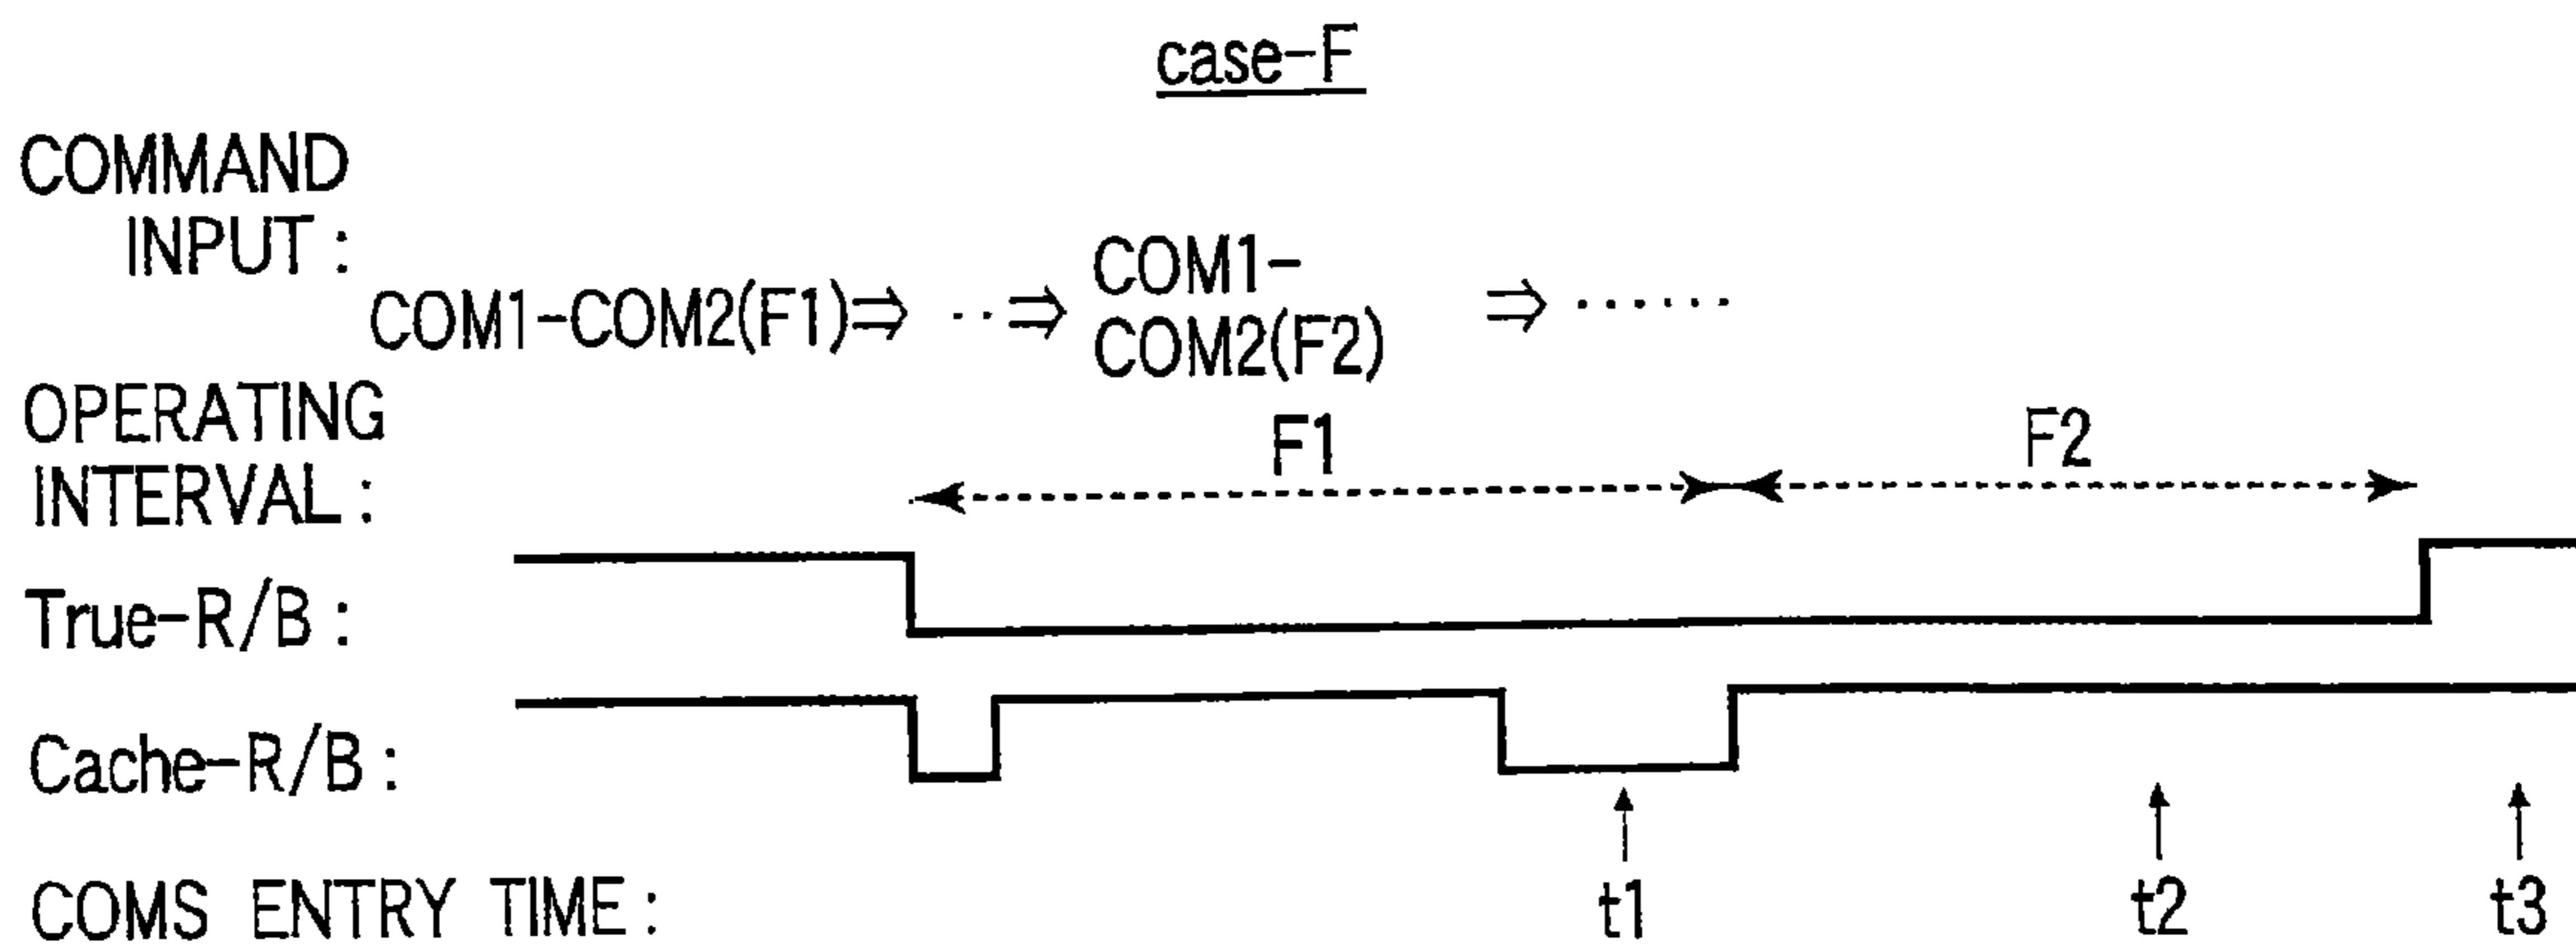 case-F
COMMAND
INPUT :
COM1-COM2(F1)⇒ ··⇒ COM1- ⇒ ······
COM2(F2)
OPERATING
INTERVAL :
F1 F2
True-R/B :
Cache-R/B :
COMS ENTRY TIME : t1 t2 t3